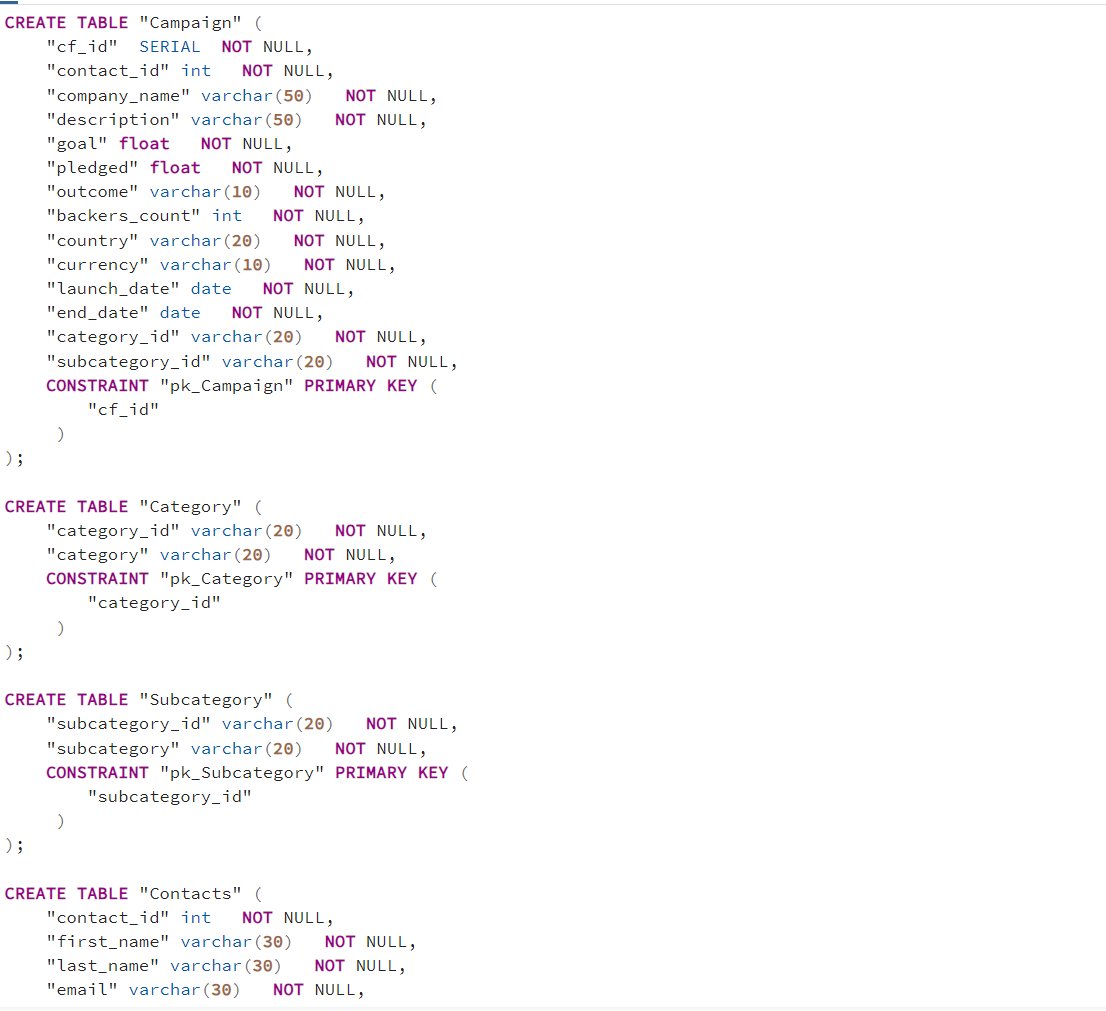 CREATE TABLE "Campaign" (
    "cf_id"  SERIAL  NOT NULL,
    "contact_id" int   NOT NULL,
    "company_name" varchar(50)   NOT NULL,
    "description" varchar(50)   NOT NULL,
    "goal" float   NOT NULL,
    "pledged" float   NOT NULL,
    "outcome" varchar(10)   NOT NULL,
    "backers_count" int   NOT NULL,
    "country" varchar(20)   NOT NULL,
    "currency" varchar(10)   NOT NULL,
    "launch_date" date   NOT NULL,
    "end_date" date   NOT NULL,
    "category_id" varchar(20)   NOT NULL,
    "subcategory_id" varchar(20)   NOT NULL,
    CONSTRAINT "pk_Campaign" PRIMARY KEY (
        "cf_id"
     )
);

CREATE TABLE "Category" (
    "category_id" varchar(20)   NOT NULL,
    "category" varchar(20)   NOT NULL,
    CONSTRAINT "pk_Category" PRIMARY KEY (
        "category_id"
     )
);

CREATE TABLE "Subcategory" (
    "subcategory_id" varchar(20)   NOT NULL,
    "subcategory" varchar(20)   NOT NULL,
    CONSTRAINT "pk_Subcategory" PRIMARY KEY (
        "subcategory_id"
     )
);

CREATE TABLE "Contacts" (
    "contact_id" int   NOT NULL,
    "first_name" varchar(30)   NOT NULL,
    "last_name" varchar(30)   NOT NULL,
    "email" varchar(30)   NOT NULL,